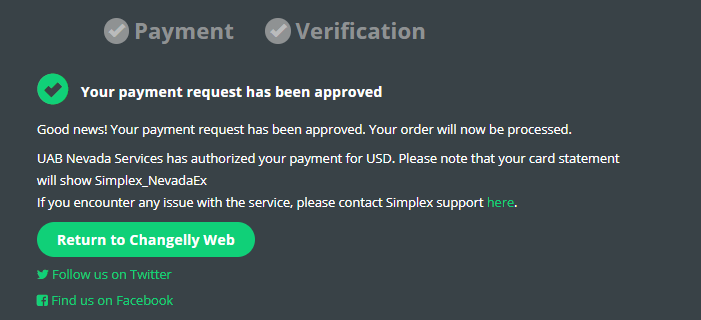 Payment Verification
Your payment request has been approved
Good news! Your payment request has been approved. Your order will now be processed.
UAB Nevada Services has authorized your payment for USD. Please note that your card statement
will show Simplex_NevadaEx
If you encounter any issue with the service, please contact Simplex support here.
Return to Changelly Web
Follow us on Twitter
Find us on Facebook